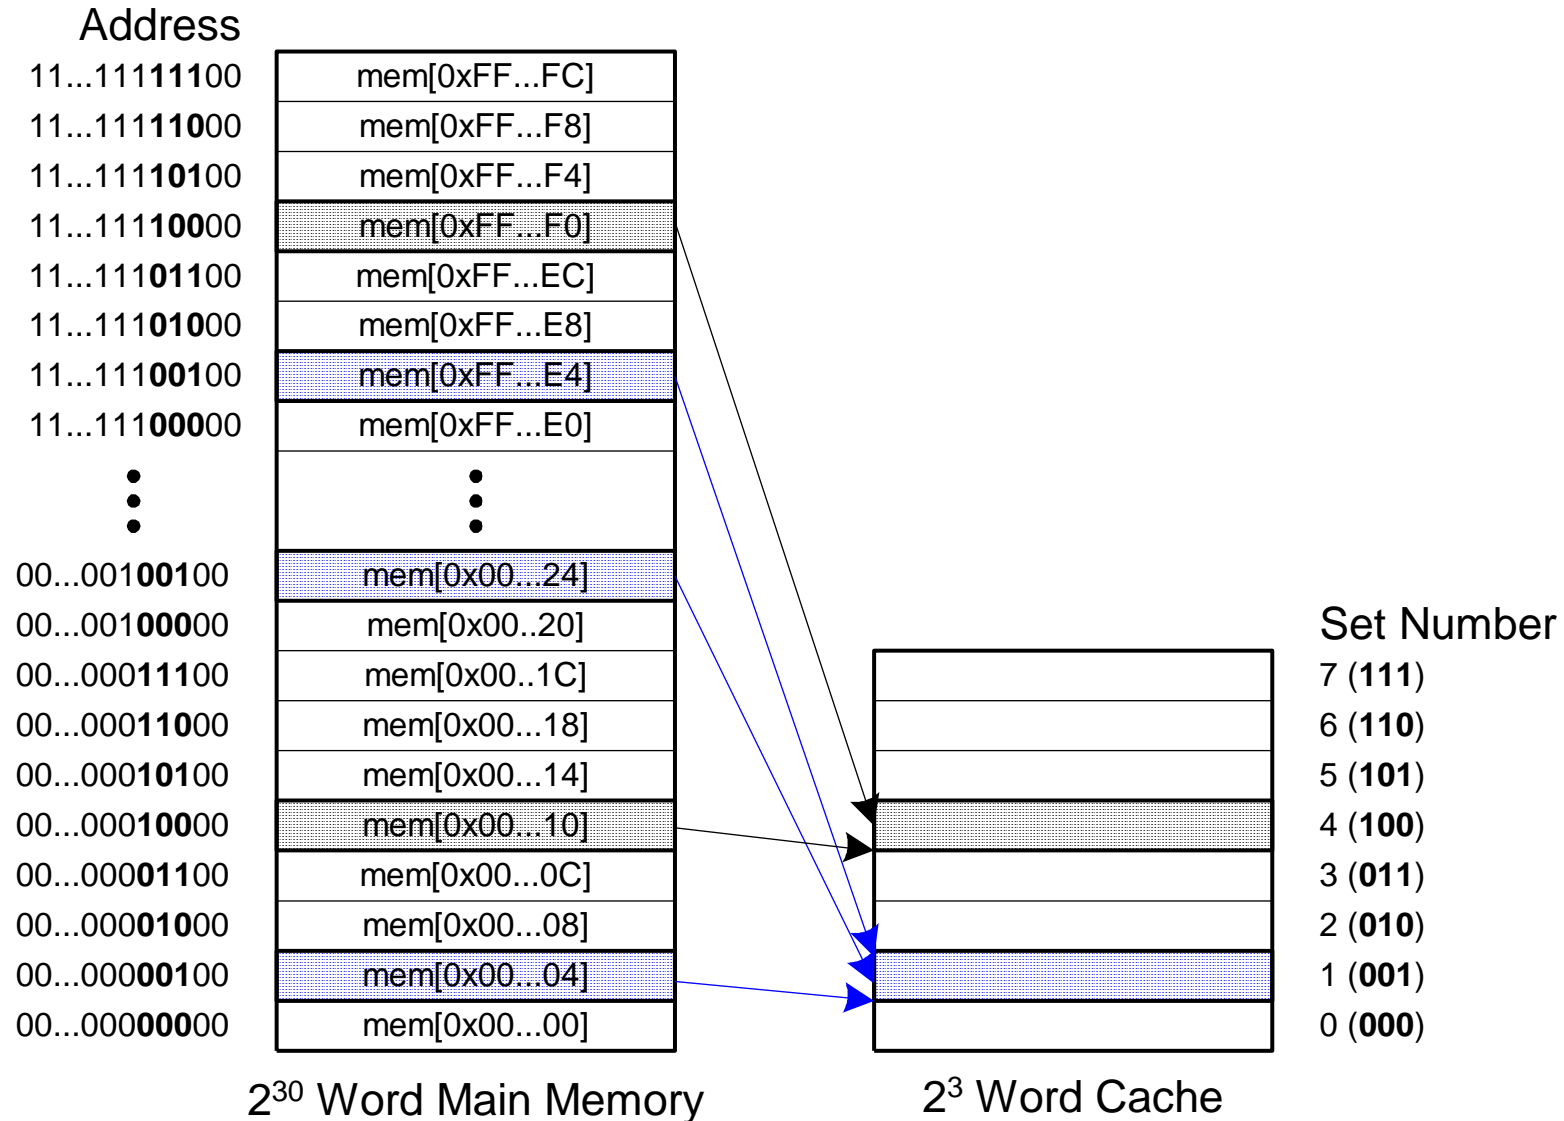 Address
11...11111100 mem[0xFF...FC]
11...11111000 mem[0xFF...F8]
11...11110100 mem[0xFF...F4]
11...11110000 mem[0xFF...F0]
11...11101100 mem[0xFF...EC]
11...11101000 mem[0xFF...E8]
11...11100100 mem[0xFF...E4]
11...11100000 mem[0xFF...E0]
00...00100100 mem[0x00...24]
00...00100000 mem[0x00..20] Set Number
00...00011100 mem[0x00..1C] 7 (111)
00...00011000 mem[0x00...18] 6 (110)
00...00010100 mem[0x00...14] 5 (101)
00...00010000 mem[0x00...10] 4 (100)
00...00001100 mem[0x00...0C] 3 (011)
00...00001000 mem[0x00...08] 2 (010)
00...00000100 mem[0x00...04] 1 (001)
00...00000000 mem[0x00...00] 0 (000)
2³⁰ Word Main Memory 2³ Word Cache